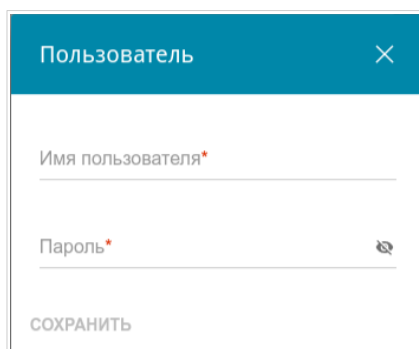 Пользователь
Имя пользователя*
Пароль*
СОХРАНИТЬ